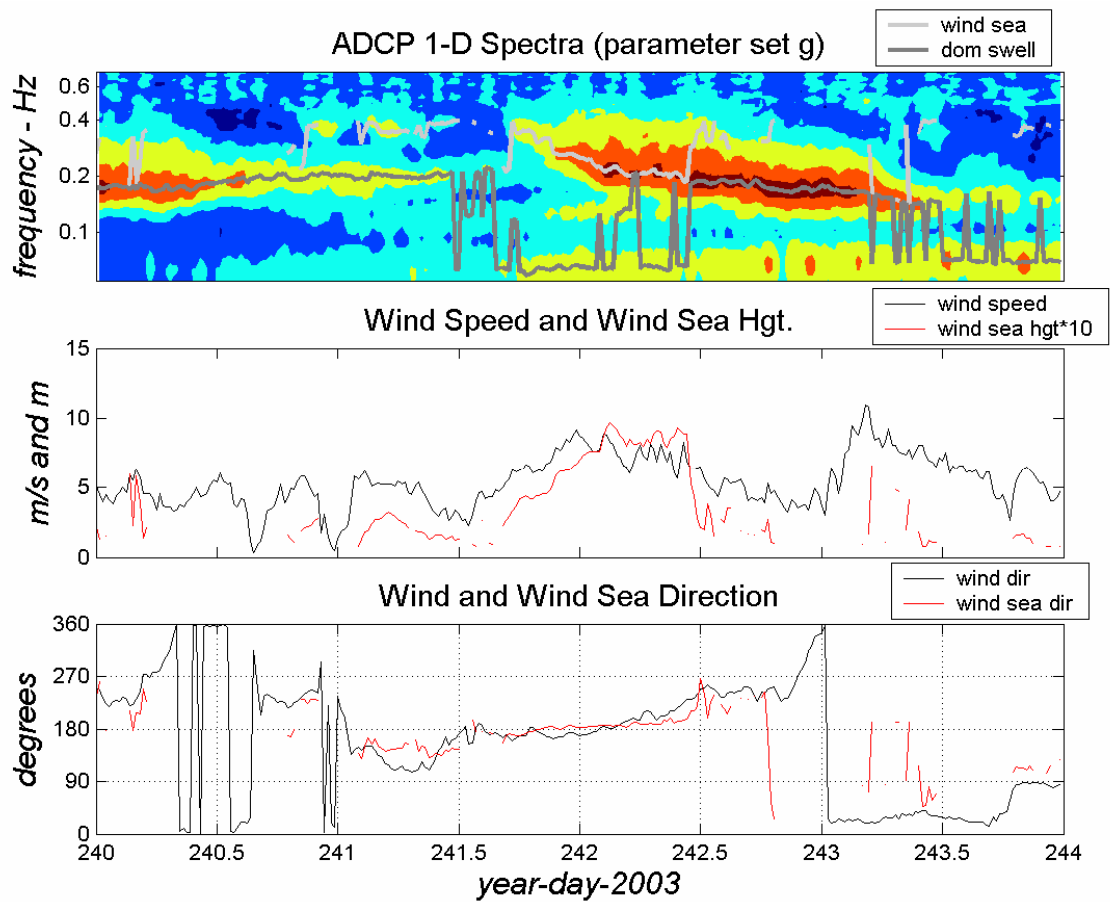 wind sea
dom swell
ADCP 1-D Spectra (parameter set g)
frequency - Hz
0.6
0.4
0.2
0.1
wind speed
wind sea hgt*10
Wind Speed and Wind Sea Hgt.
m/s and m
15
10
5
0
wind dir
wind sea dir
Wind and Wind Sea Direction
degrees
360
270
180
90
0
240 240.5 241 241.5 242 242.5 243 243.5 244
year-day-2003